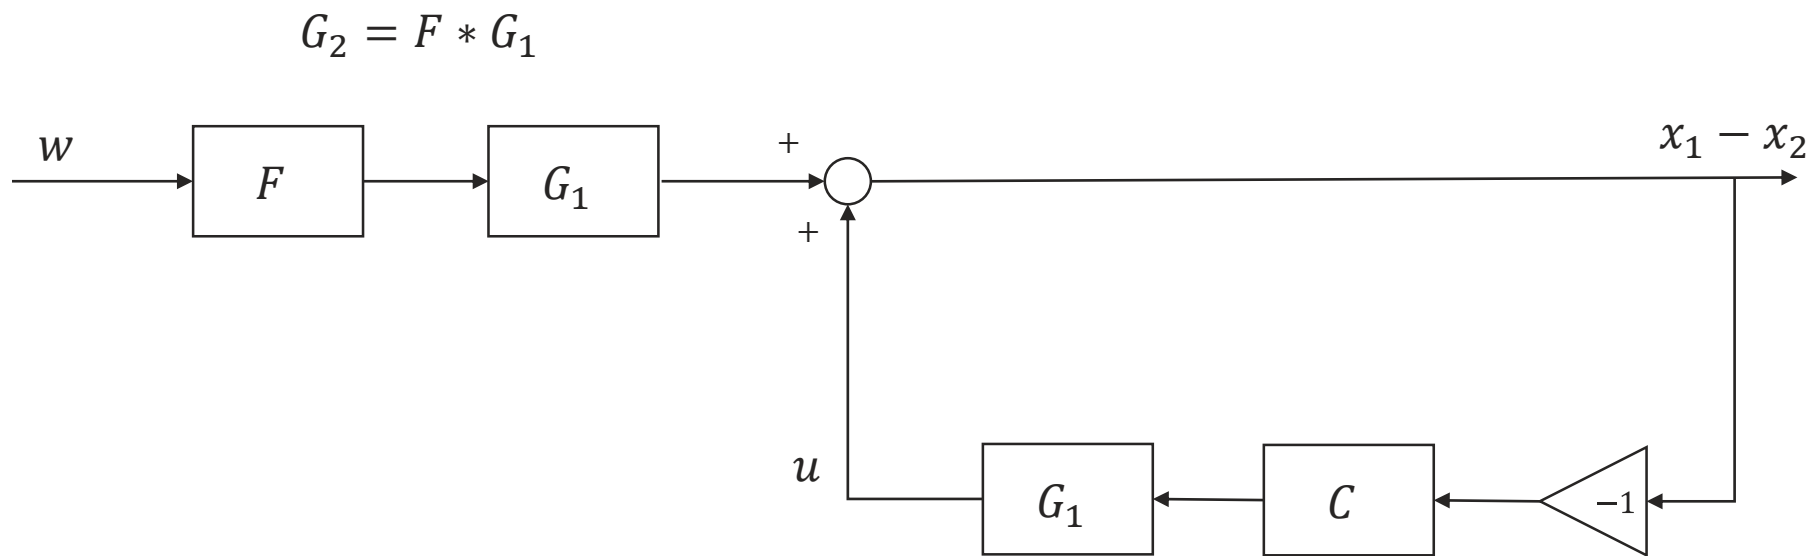 G₂ = F * G₁
w
F
G₁
+
+
x₁ − x₂
u
G₁
C
−1